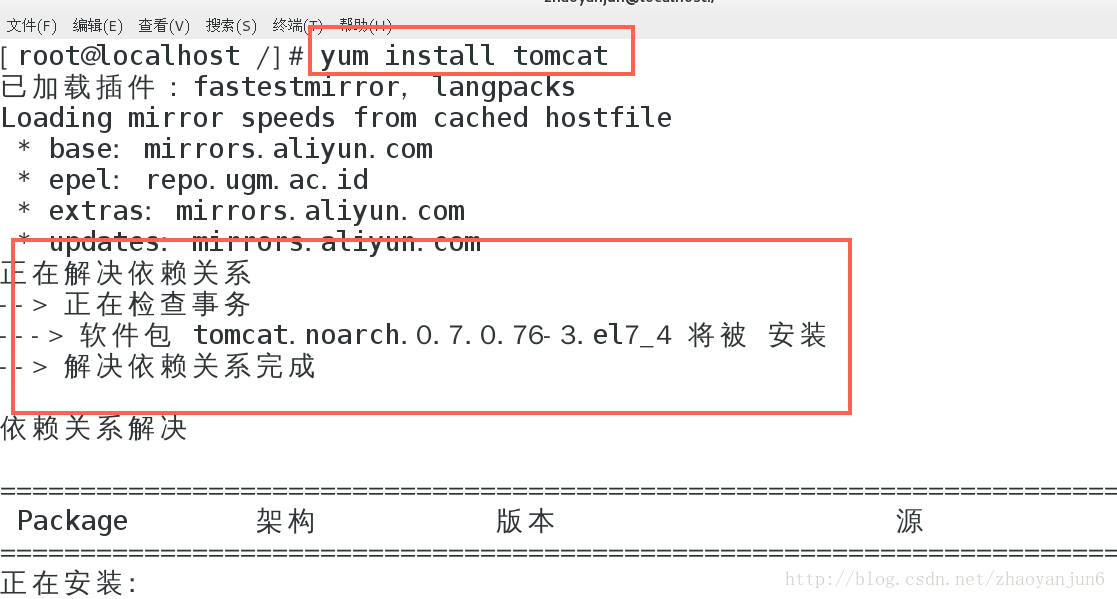 zhaoyanjun@localhost:/
文件(F) 编辑(E) 查看(V) 搜索(S) 终端(T) 帮助(H)
[root@localhost /]# yum install tomcat
已加载插件：fastestmirror, langpacks
Loading mirror speeds from cached hostfile
* base: mirrors.aliyun.com
* epel: repo.ugm.ac.id
* extras: mirrors.aliyun.com
* updates: mirrors.aliyun.com
正在解决依赖关系
--> 正在检查事务
---> 软件包 tomcat.noarch.0.7.0.76-3.el7_4 将被 安装
--> 解决依赖关系完成
依赖关系解决
================================================================================
Package 架构 版本 源
================================================================================
正在安装:
http://blog.csdn.net/zhaoyanjun6